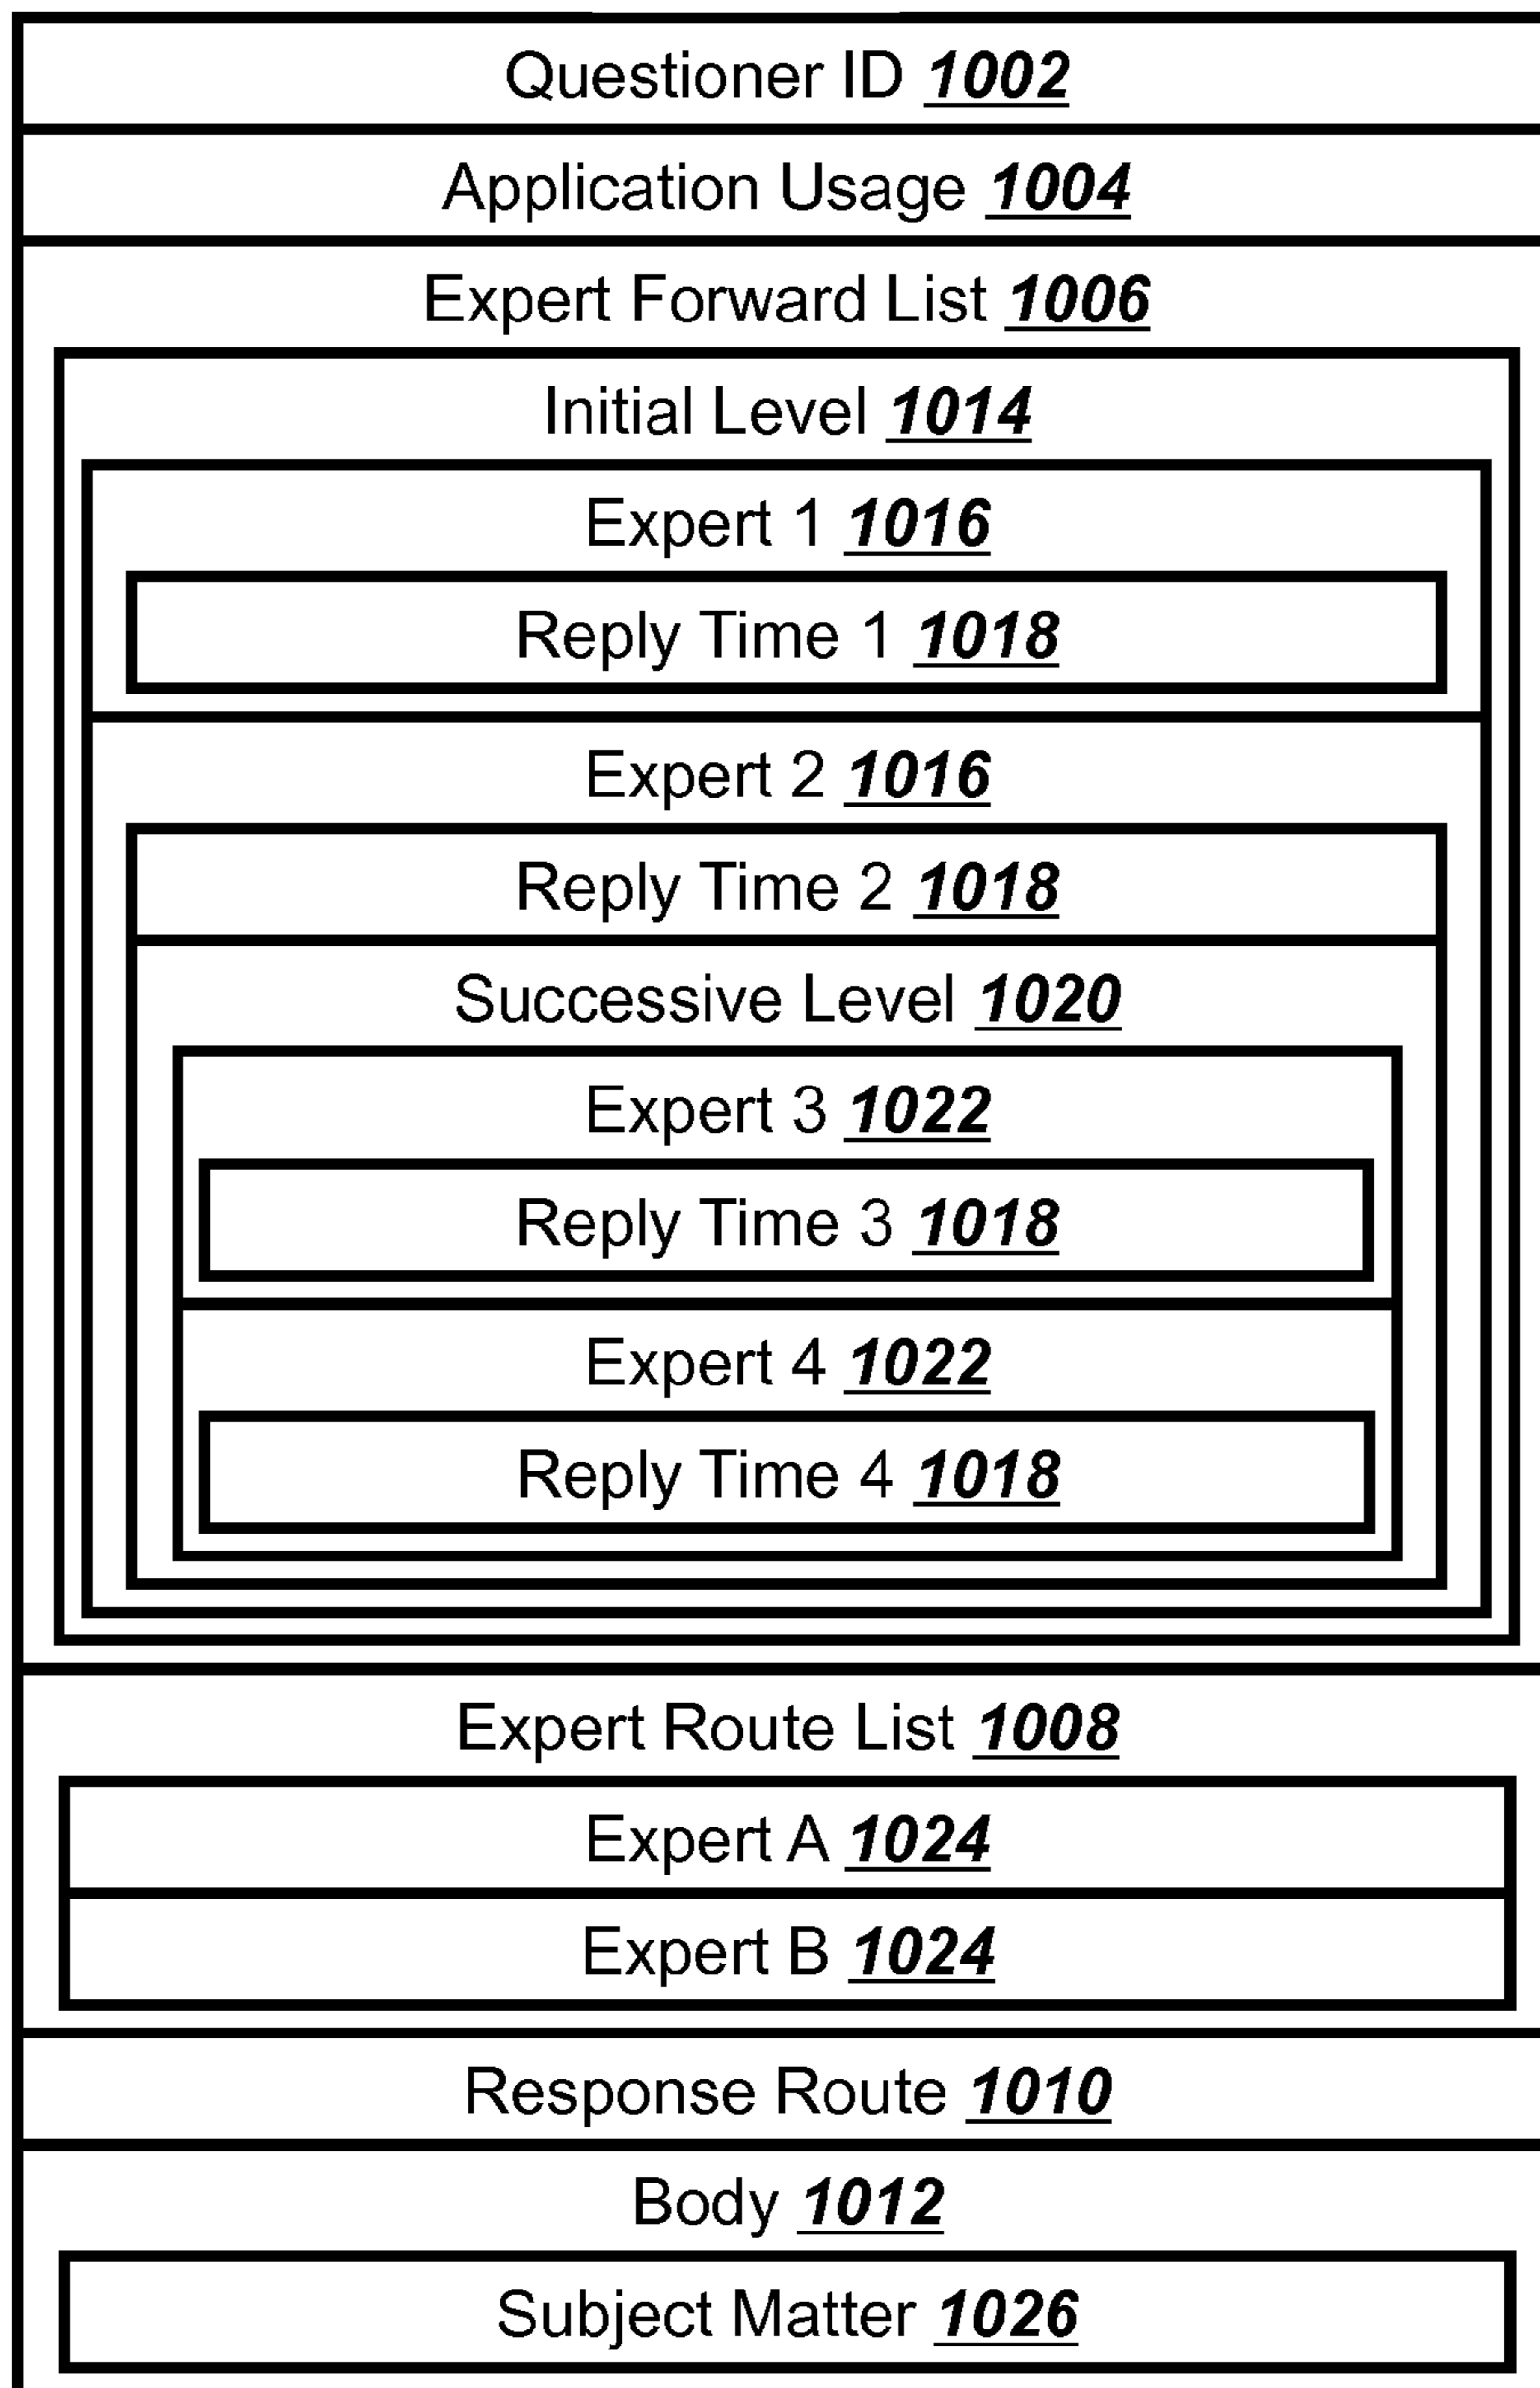 Questioner ID 1002
Application Usage 1004
Expert Forward List 1006
Initial Level 1014
Expert 1 1016
Reply Time 1 1018
Expert 2 1016
Reply Time 2 1018
Successive Level 1020
Expert 3 1022
Reply Time 3 1018
Expert 4 1022
Reply Time 4 1018
Expert Route List 1008
Expert A 1024
Expert B 1024
Response Route 1010
Body 1012
Subject Matter 1026